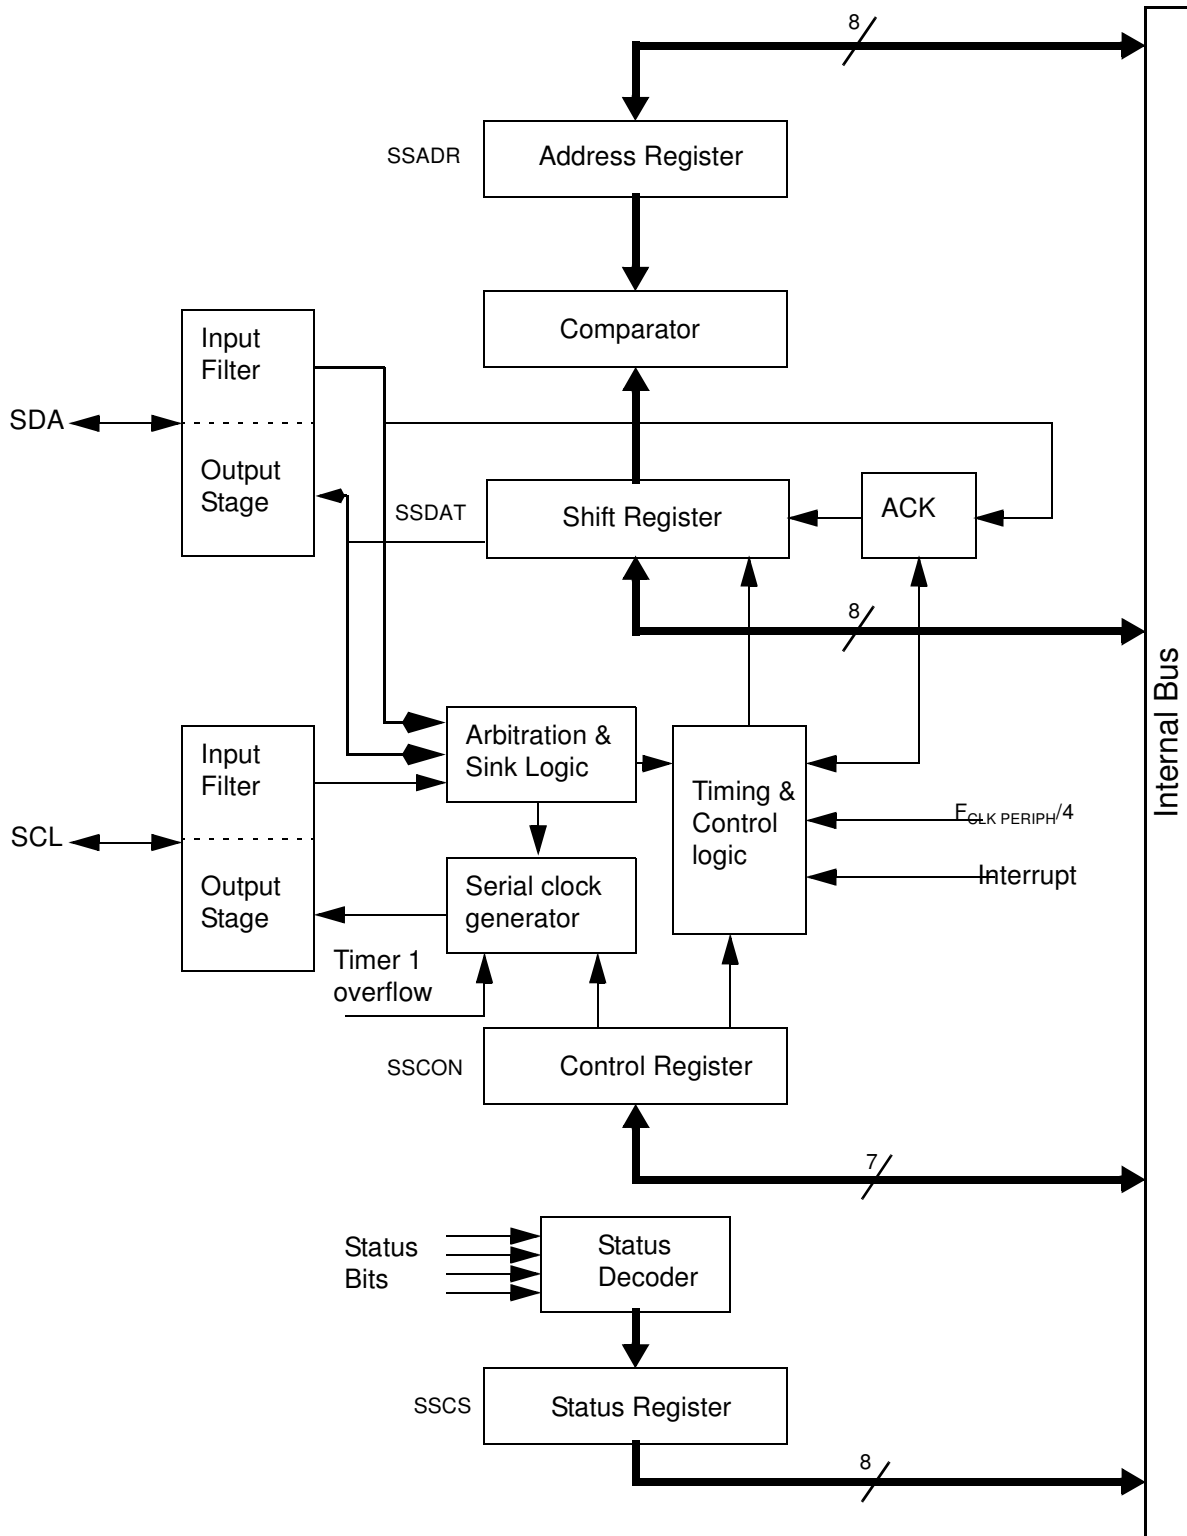 8
SSADR
Address Register
Comparator
Input
Filter
SDA
Output
Stage
SSDAT
Shift Register
ACK
8
Internal Bus
Input
Filter
SCL
Output
Stage
Arbitration &
Sink Logic
Timing &
Control
logic
FCLK PERIPH/4
Interrupt
Serial clock
generator
Timer 1
overflow
SSCON
Control Register
7
Status
Bits
Status
Decoder
SSCS
Status Register
8